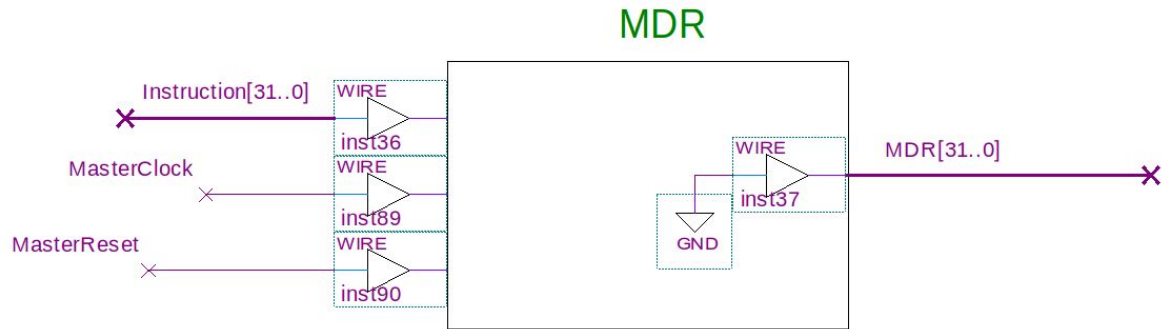 MDR
Instruction[31..0]
WIRE
inst36
MasterClock
WIRE
inst89
MasterReset
WIRE
inst90
WIRE
inst37
GND
MDR[31..0]